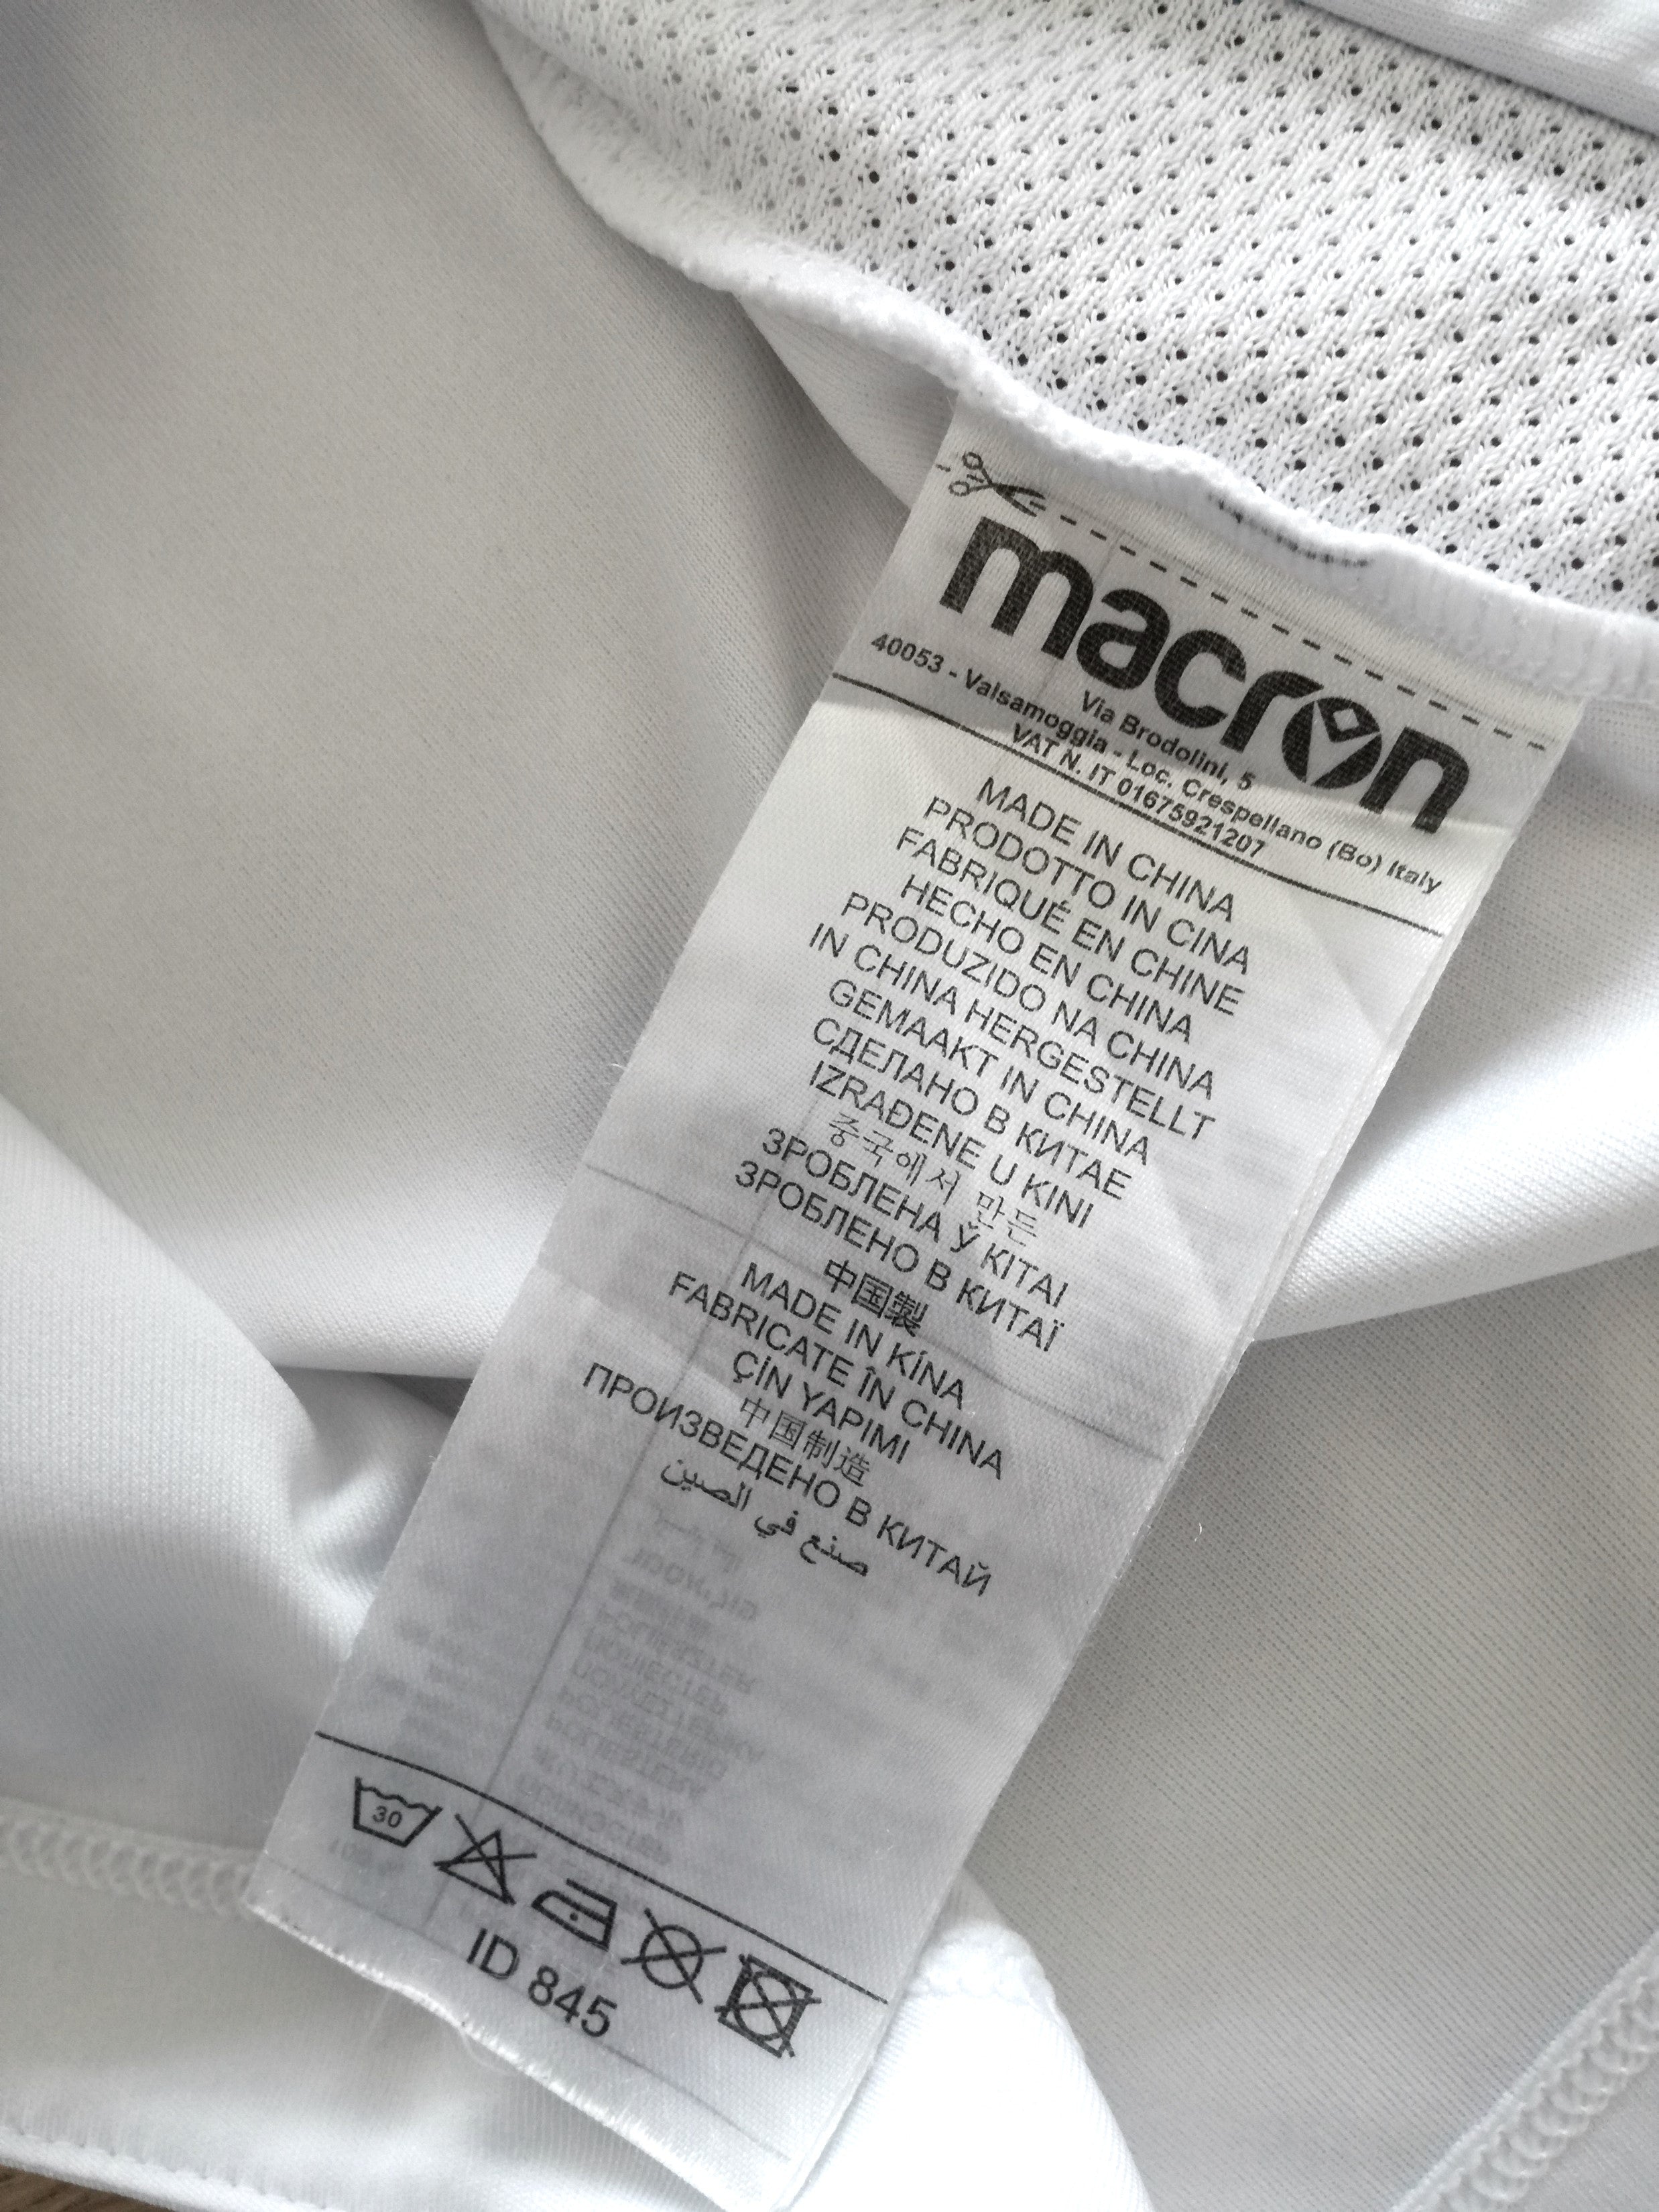 macron
Via Brodolini, 5
40053 - Valsamoggia - Loc. Crespellano (Bo) Italy
VAT N. IT 01675921207
MADE IN CHINA
PRODOTTO IN CINA
FABRIQUÉ EN CHINE
HECHO EN CHINA
PRODUZIDO NA CHINA
IN CHINA HERGESTELLT
GEMAAKT IN CHINA
СДЕЛАНО В КИТАЕ
IZRAĐENE U KINI
중국에서 만든
ЗРОБЛЕНА Ў КІТАІ
ЗРОБЛЕНО В КИТАЇ
中国製
MADE IN KÍNA
FABRICATE ÎN CHINA
ÇİN YAPIMI
中国制造
ПРОИЗВЕДЕНО В КИТАЙ
صنع في الصين
30
ID 845